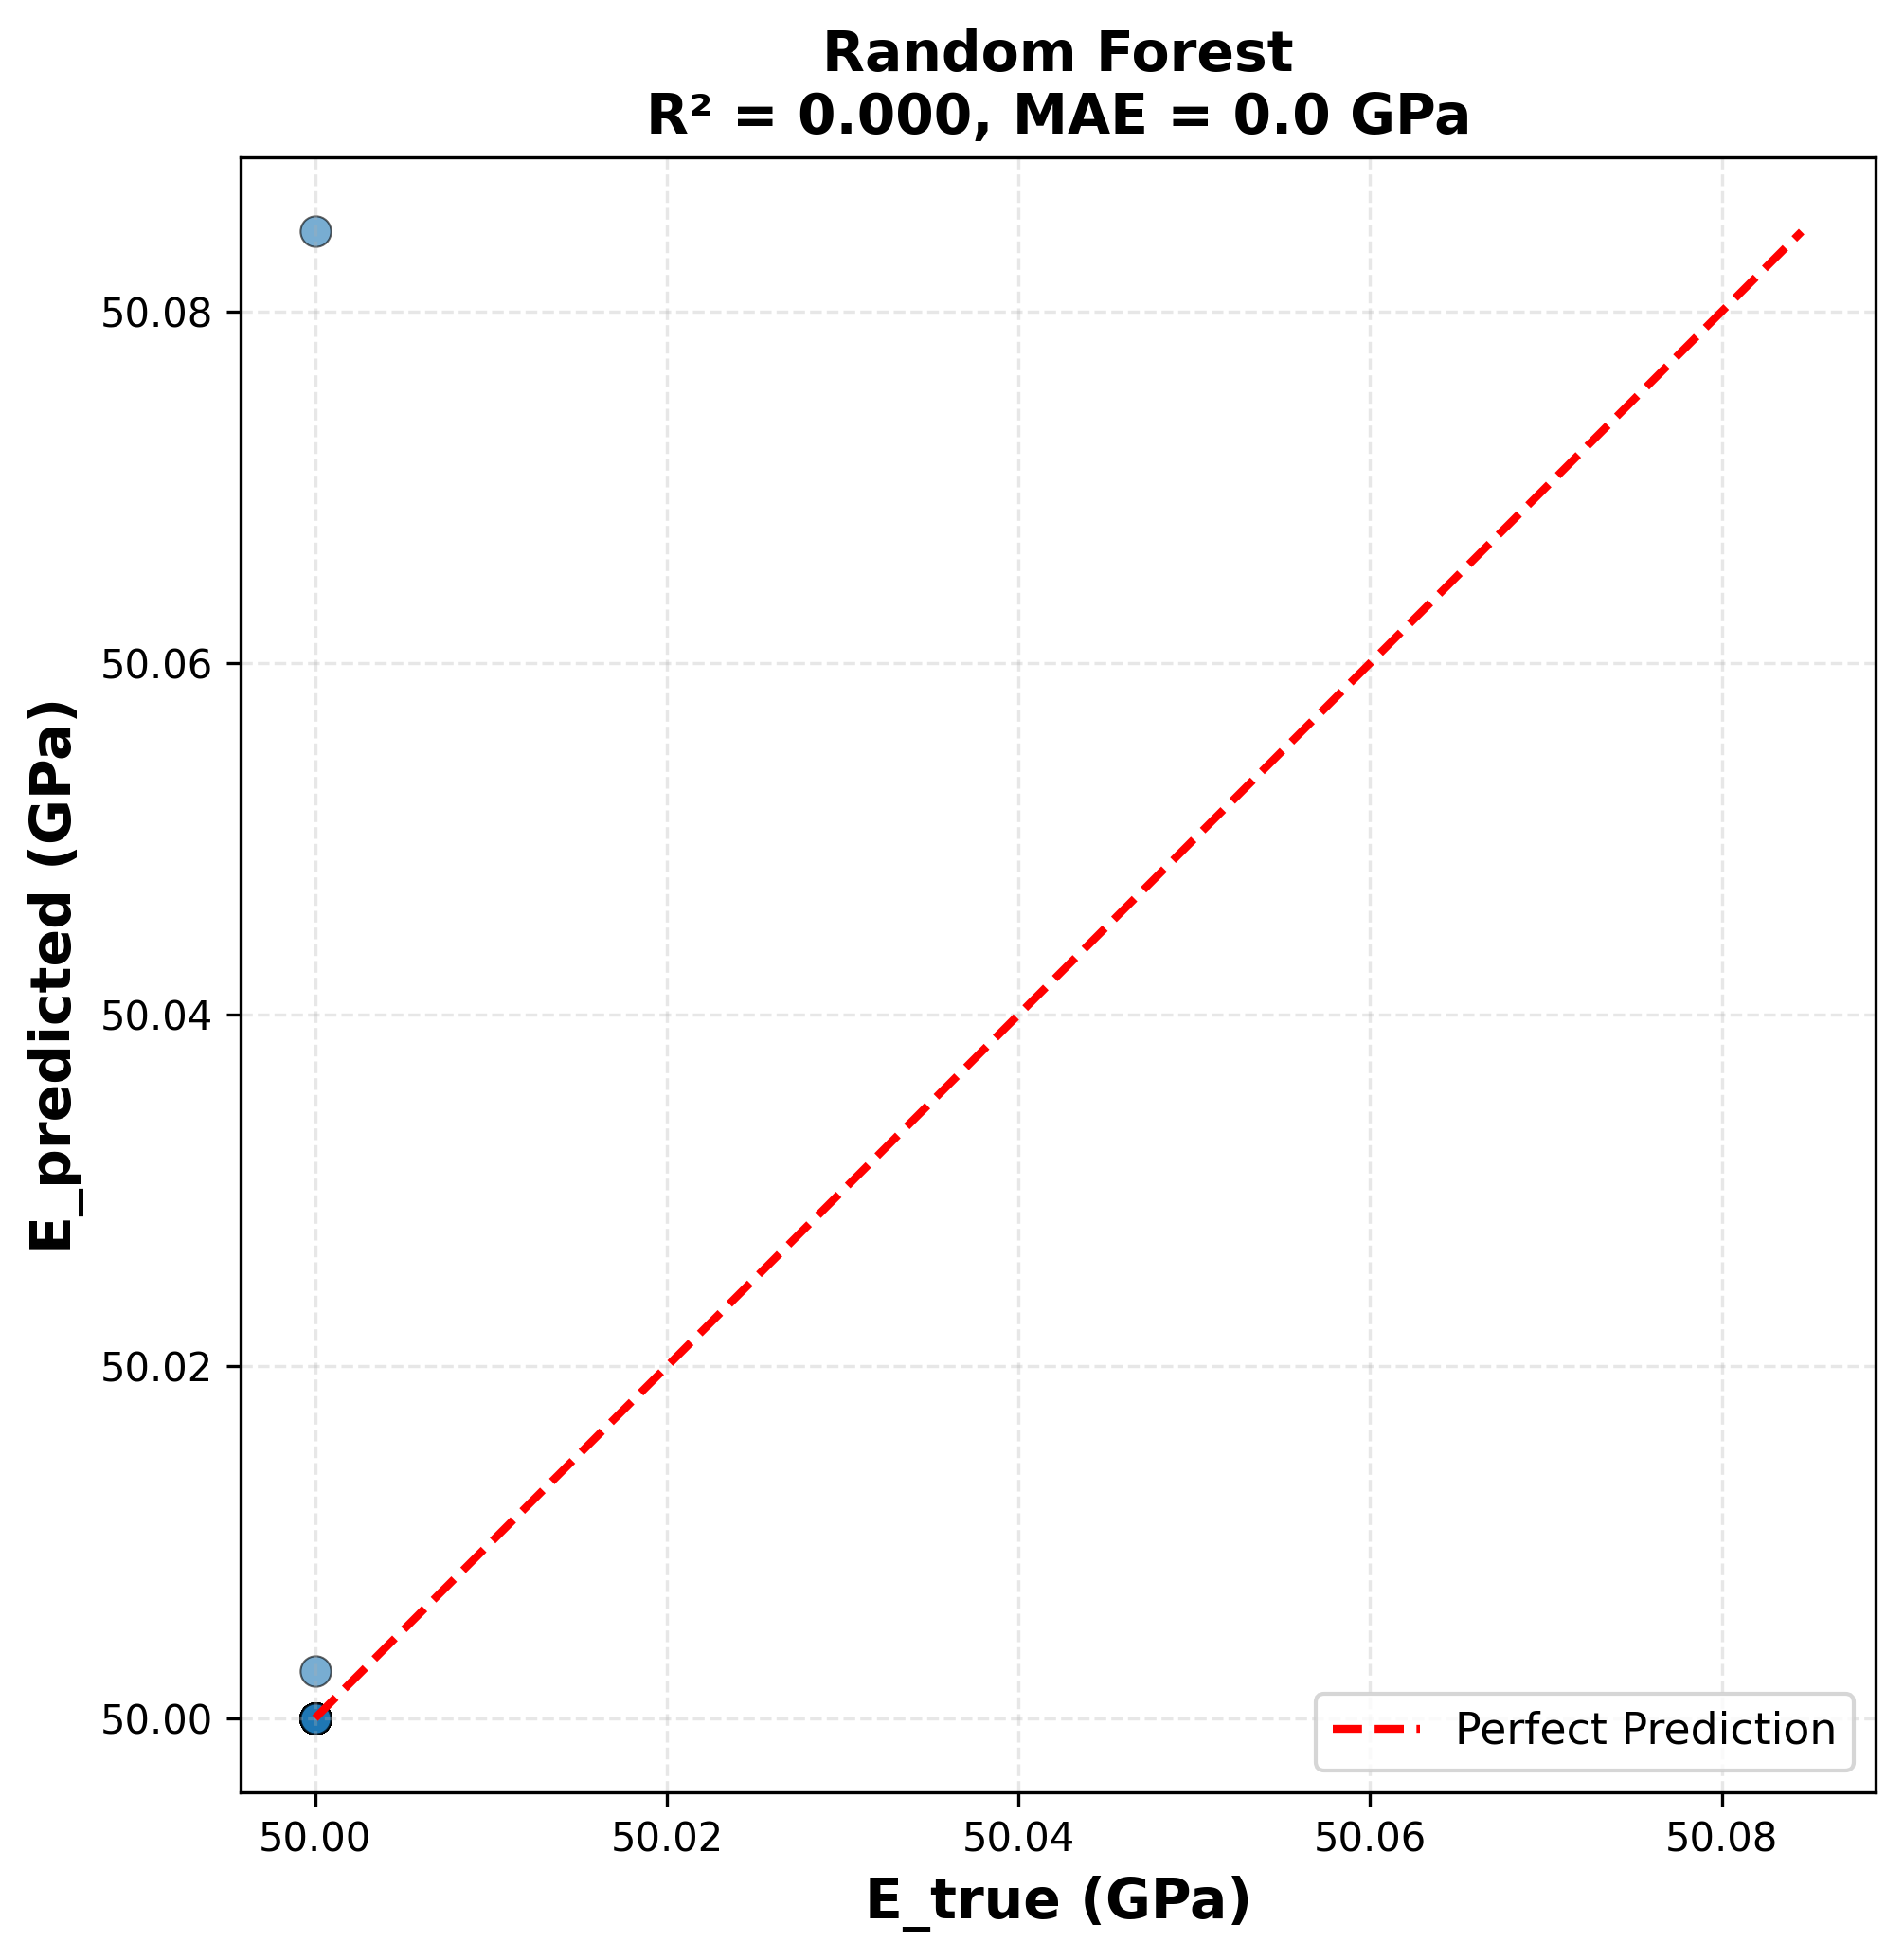 Random Forest
R² = 0.000, MAE = 0.0 GPa
E_predicted (GPa)
50.08
50.06
50.04
50.02
50.00
Perfect Prediction
50.00
50.02
50.04
50.06
50.08
E_true (GPa)